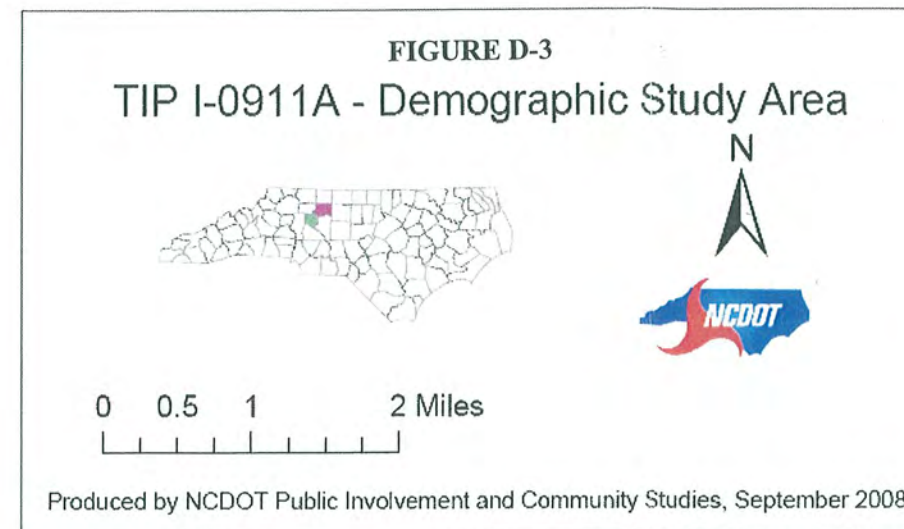 FIGURE D-3
TIP I-0911A - Demographic Study Area
N
NCDOT
0 0.5 1 2 Miles
Produced by NCDOT Public Involvement and Community Studies, September 2008